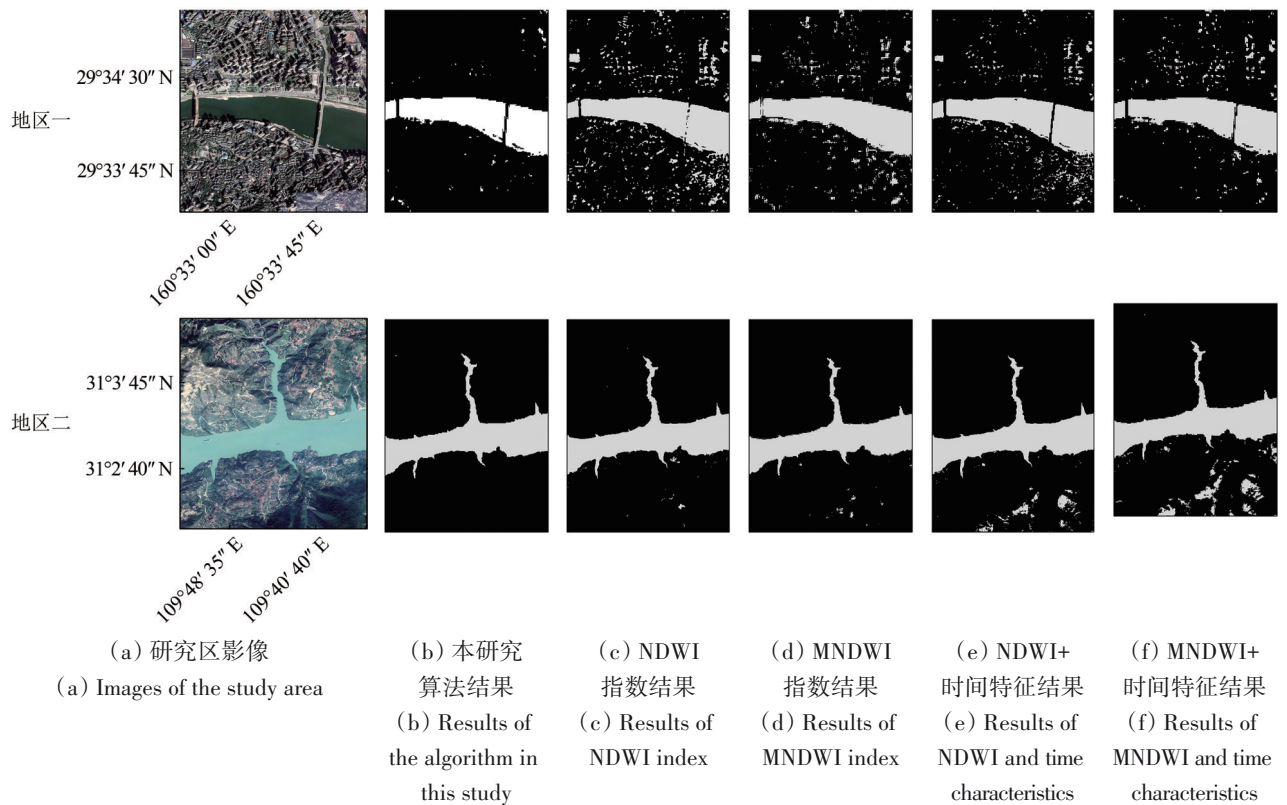 29°34′ 30″ N
地区一
29°33′ 45″ N
160°33′ 00″ E
160°33′ 45″ E
31°3′ 45″ N
地区二
31°2′ 40″ N
109°48′ 35″ E
109°40′ 40″ E
(a) 研究区影像
(a) Images of the study area
(b) 本研究
算法结果
(b) Results of
the algorithm in
this study
(c) NDWI
指数结果
(c) Results of
NDWI index
(d) MNDWI
指数结果
(d) Results of
MNDWI index
(e) NDWI+
时间特征结果
(e) Results of
NDWI and time
characteristics
(f) MNDWI+
时间特征结果
(f) Results of
MNDWI and time
characteristics